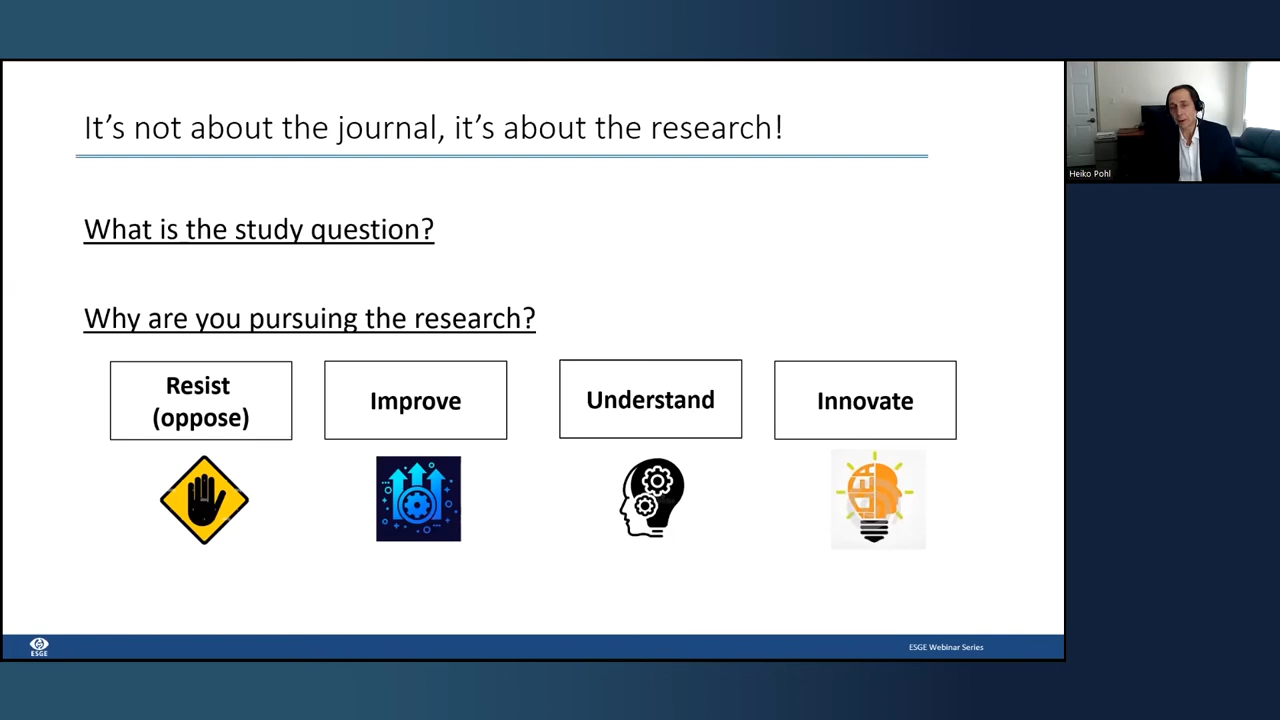 It's not about the journal, it's about the research!
Heiko Pohl
What is the study question?
Why are you pursuing the research?
Resist
(oppose)
Improve
Understand
Innovate
ESGE
ESGE Webinar Series